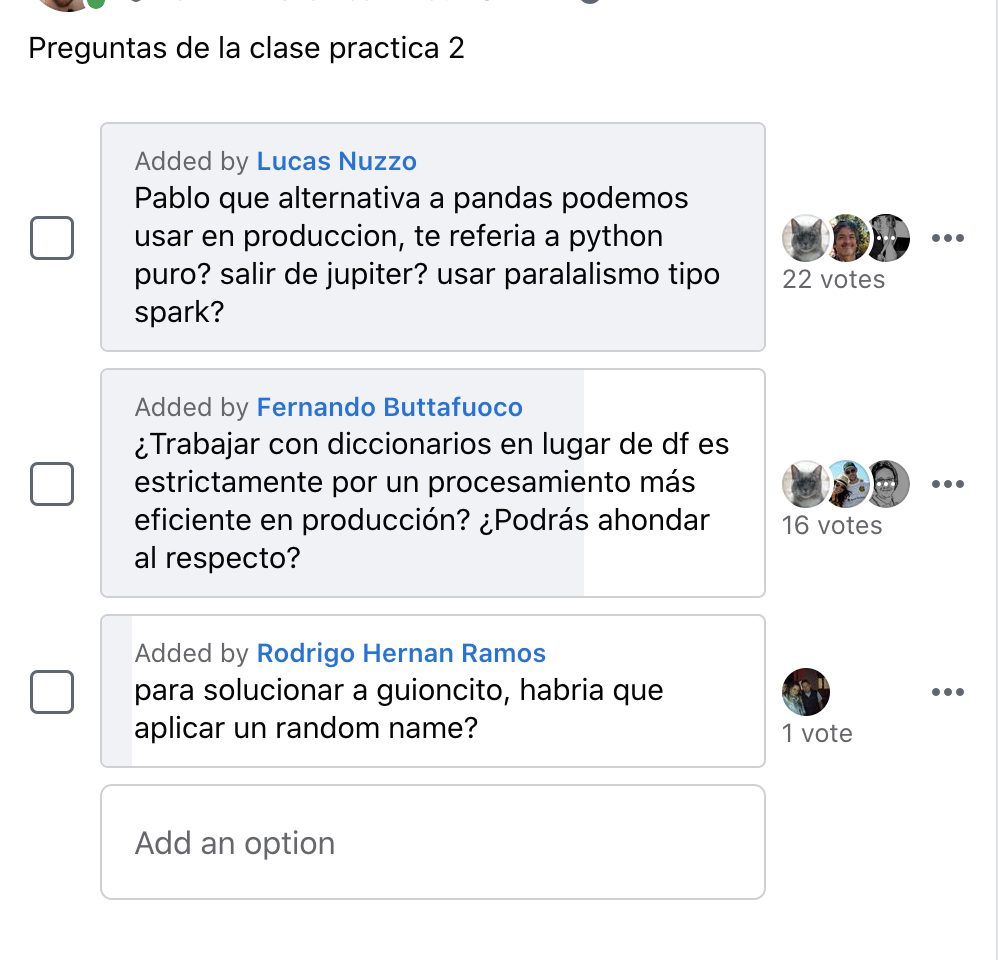 Preguntas de la clase practica 2
Added by Lucas Nuzzo
Pablo que alternativa a pandas podemos
usar en produccion, te referia a python
puro? salir de jupiter? usar paralalismo tipo
spark?
22 votes
Added by Fernando Buttafuoco
¿Trabajar con diccionarios en lugar de df es
estrictamente por un procesamiento más
eficiente en producción? ¿Podrás ahondar
al respecto?
16 votes
Added by Rodrigo Hernan Ramos
para solucionar a guioncito, habria que
aplicar un random name?
1 vote
Add an option